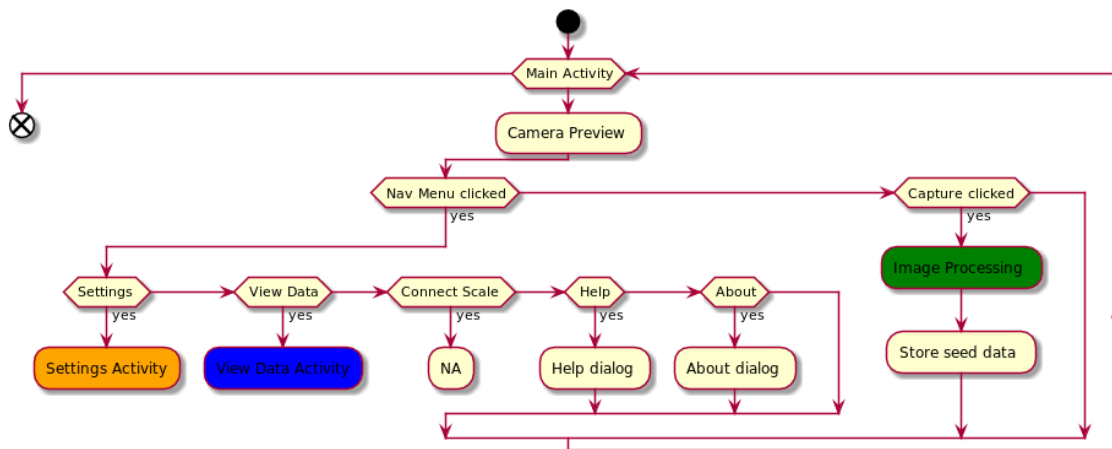 Main Activity
Camera Preview
Nav Menu clicked
Capture clicked
yes
yes
Image Processing
Settings
View Data
Connect Scale
Help
About
yes
yes
yes
yes
yes
Store seed data
Settings Activity
View Data Activity
NA
Help dialog
About dialog